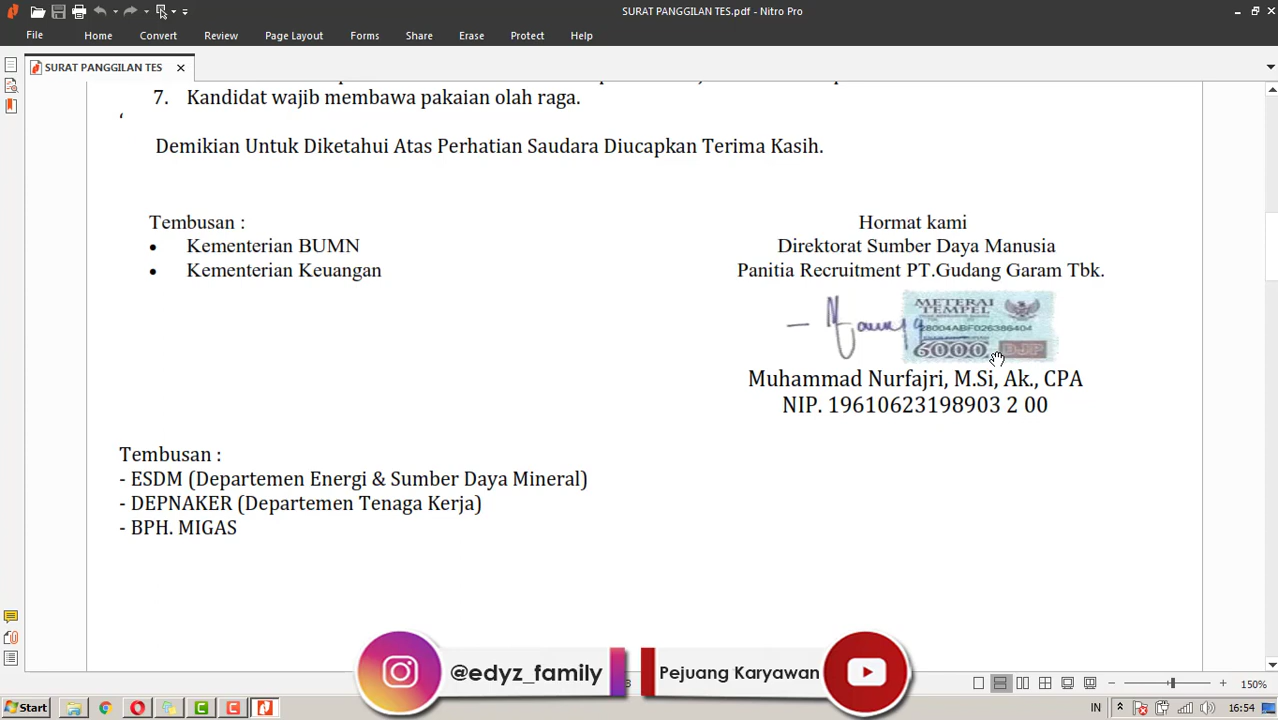 SURAT PANGGILAN TES.pdf - Nitro Pro
File Home Convert Review Page Layout Forms Share Erase Protect Help
SURAT PANGGILAN TES
7. Kandidat wajib membawa pakaian olah raga.
‘
Demikian Untuk Diketahui Atas Perhatian Saudara Diucapkan Terima Kasih.
Tembusan :
• Kementerian BUMN
• Kementerian Keuangan
Hormat kami
Direktorat Sumber Daya Manusia
Panitia Recruitment PT.Gudang Garam Tbk.
METERAI
TEMPEL
28004ABF026386404
6000 DJP
Muhammad Nurfajri, M.Si, Ak., CPA
NIP. 19610623198903 2 00
Tembusan :
- ESDM (Departemen Energi & Sumber Daya Mineral)
- DEPNAKER (Departemen Tenaga Kerja)
- BPH. MIGAS
@edyz_family
Pejuang Karyawan
150%
Start
IN
16:54